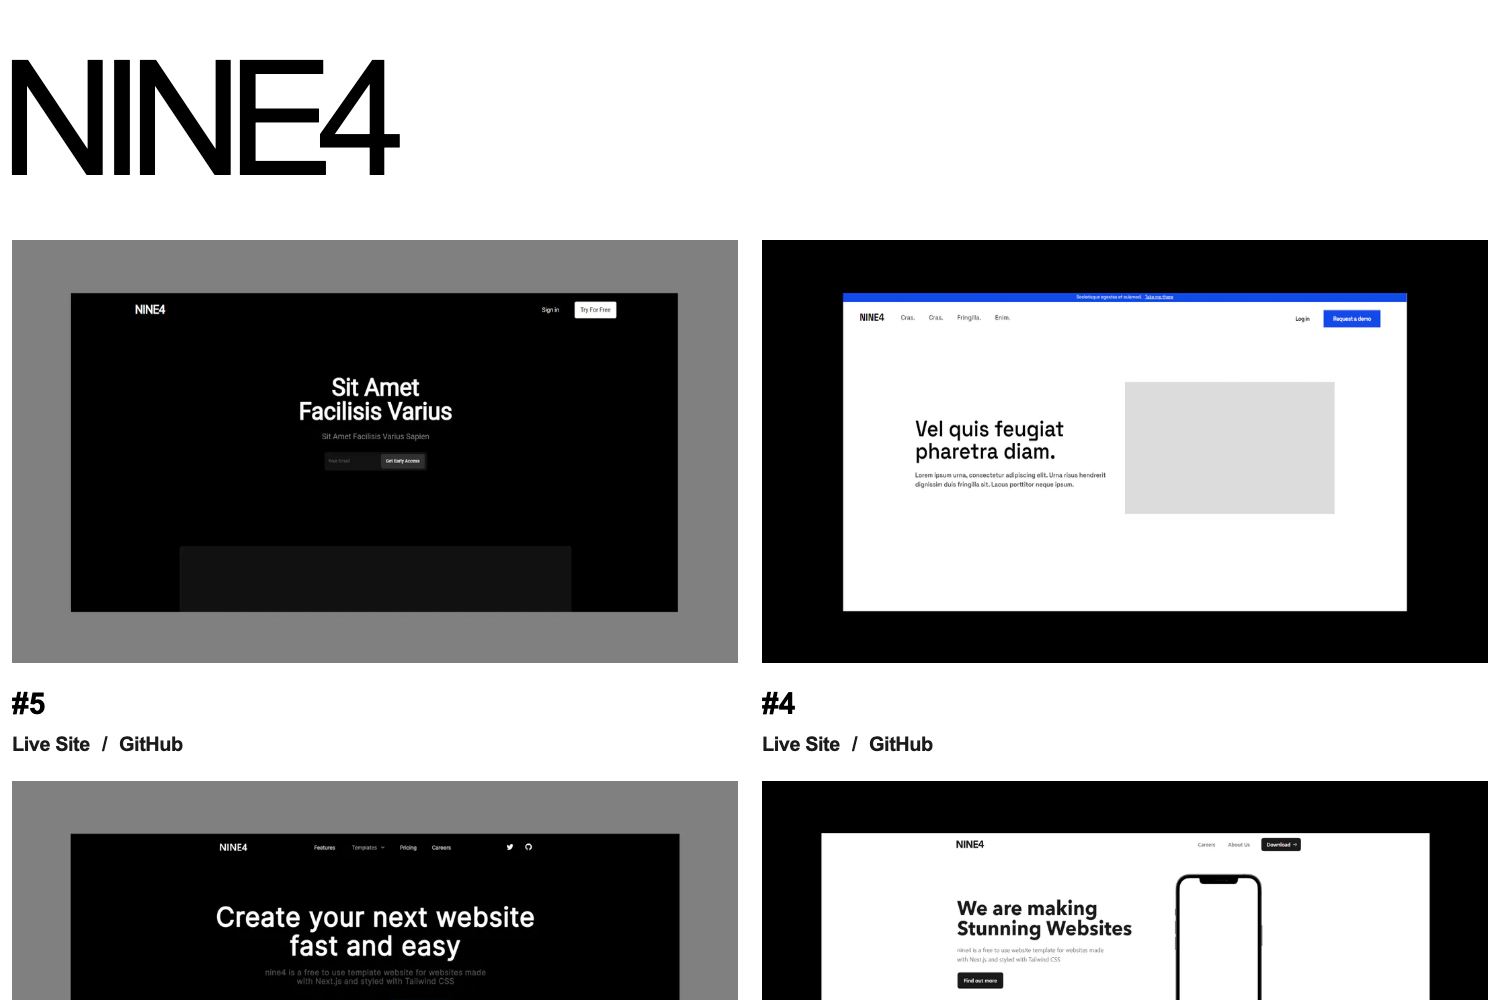 NINE4
NINE4
Sign in
Try For Free
Sit Amet
Facilisis Varius
Sit Amet Facilisis Varius Sapien
Your Email
Get Early Access
#5
Live Site / GitHub
Scelerisque egestas et euismod. Take me there
NINE4
Cras.
Cras.
Fringilla.
Enim.
Log in
Request a demo
Vel quis feugiat
pharetra diam.
Lorem ipsum urna, consectetur adipiscing elit. Urna risus hendrerit
dignissim duis fringilla sit. Lacus porttitor neque ipsum.
#4
Live Site / GitHub
NINE4
Features
Templates
Pricing
Careers
Create your next website
fast and easy
nine4 is a free to use template website for websites made
with Next.js and styled with Tailwind CSS
NINE4
Careers
About Us
Download →
We are making
Stunning Websites
nine4 is a free to use website template for websites made
with Next.js and styled with Tailwind CSS
Find out more